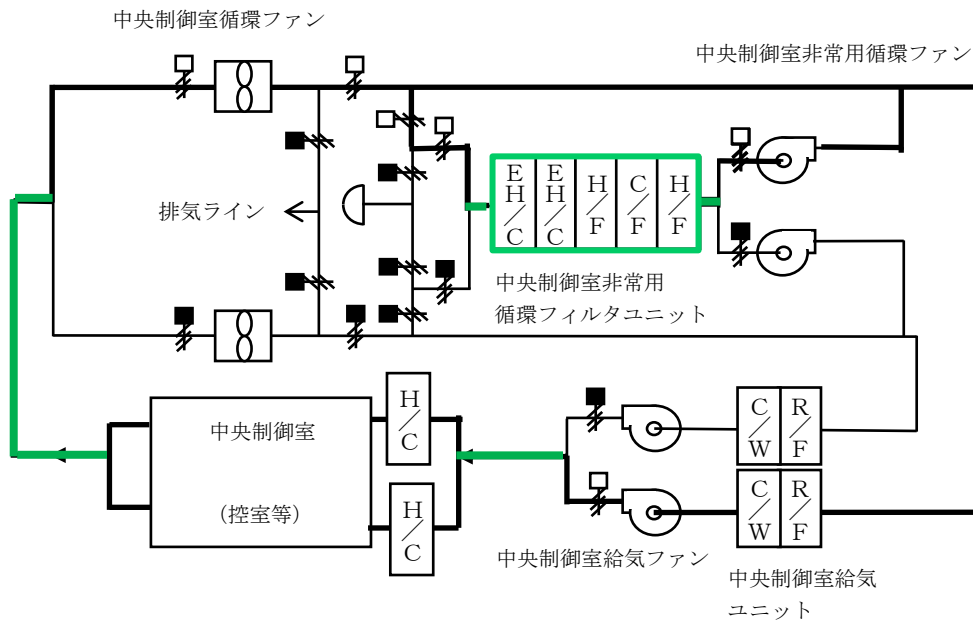 中央制御室循環ファン
中央制御室非常用循環ファン
排気ライン
EH/C
EH/C
H/F
C/F
H/F
中央制御室非常用
循環フィルタユニット
中央制御室
(控室等)
H/C
H/C
C/W
R/F
C/W
R/F
中央制御室給気ファン
中央制御室給気
ユニット